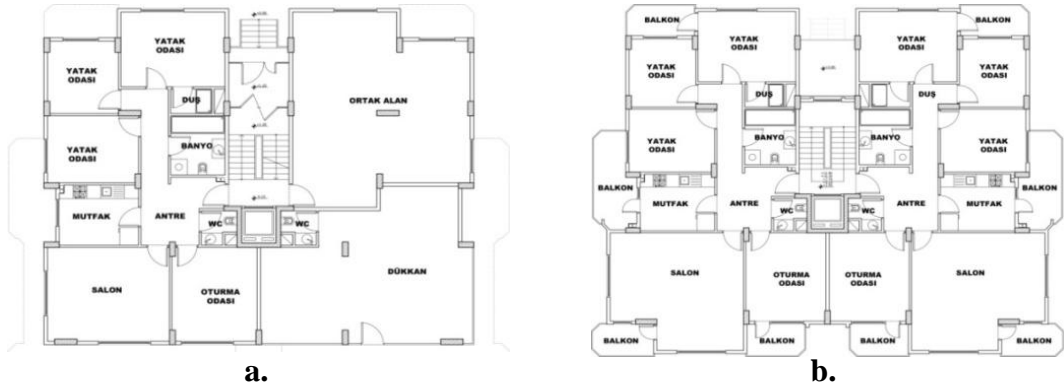 YATAK
ODASI
YATAK
ODASI
DUŞ
ORTAK ALAN
BANYO
YATAK
ODASI
MUTFAK
ANTRE
WC
WC
SALON
OTURMA
ODASI
DÜKKAN
a.
BALKON
BALKON
YATAK
ODASI
YATAK
ODASI
YATAK
ODASI
YATAK
ODASI
DUŞ
DUŞ
BANYO
BANYO
YATAK
ODASI
YATAK
ODASI
BALKON
BALKON
MUTFAK
ANTRE
WC
WC
ANTRE
MUTFAK
SALON
OTURMA
ODASI
OTURMA
ODASI
SALON
BALKON
BALKON
BALKON
BALKON
b.